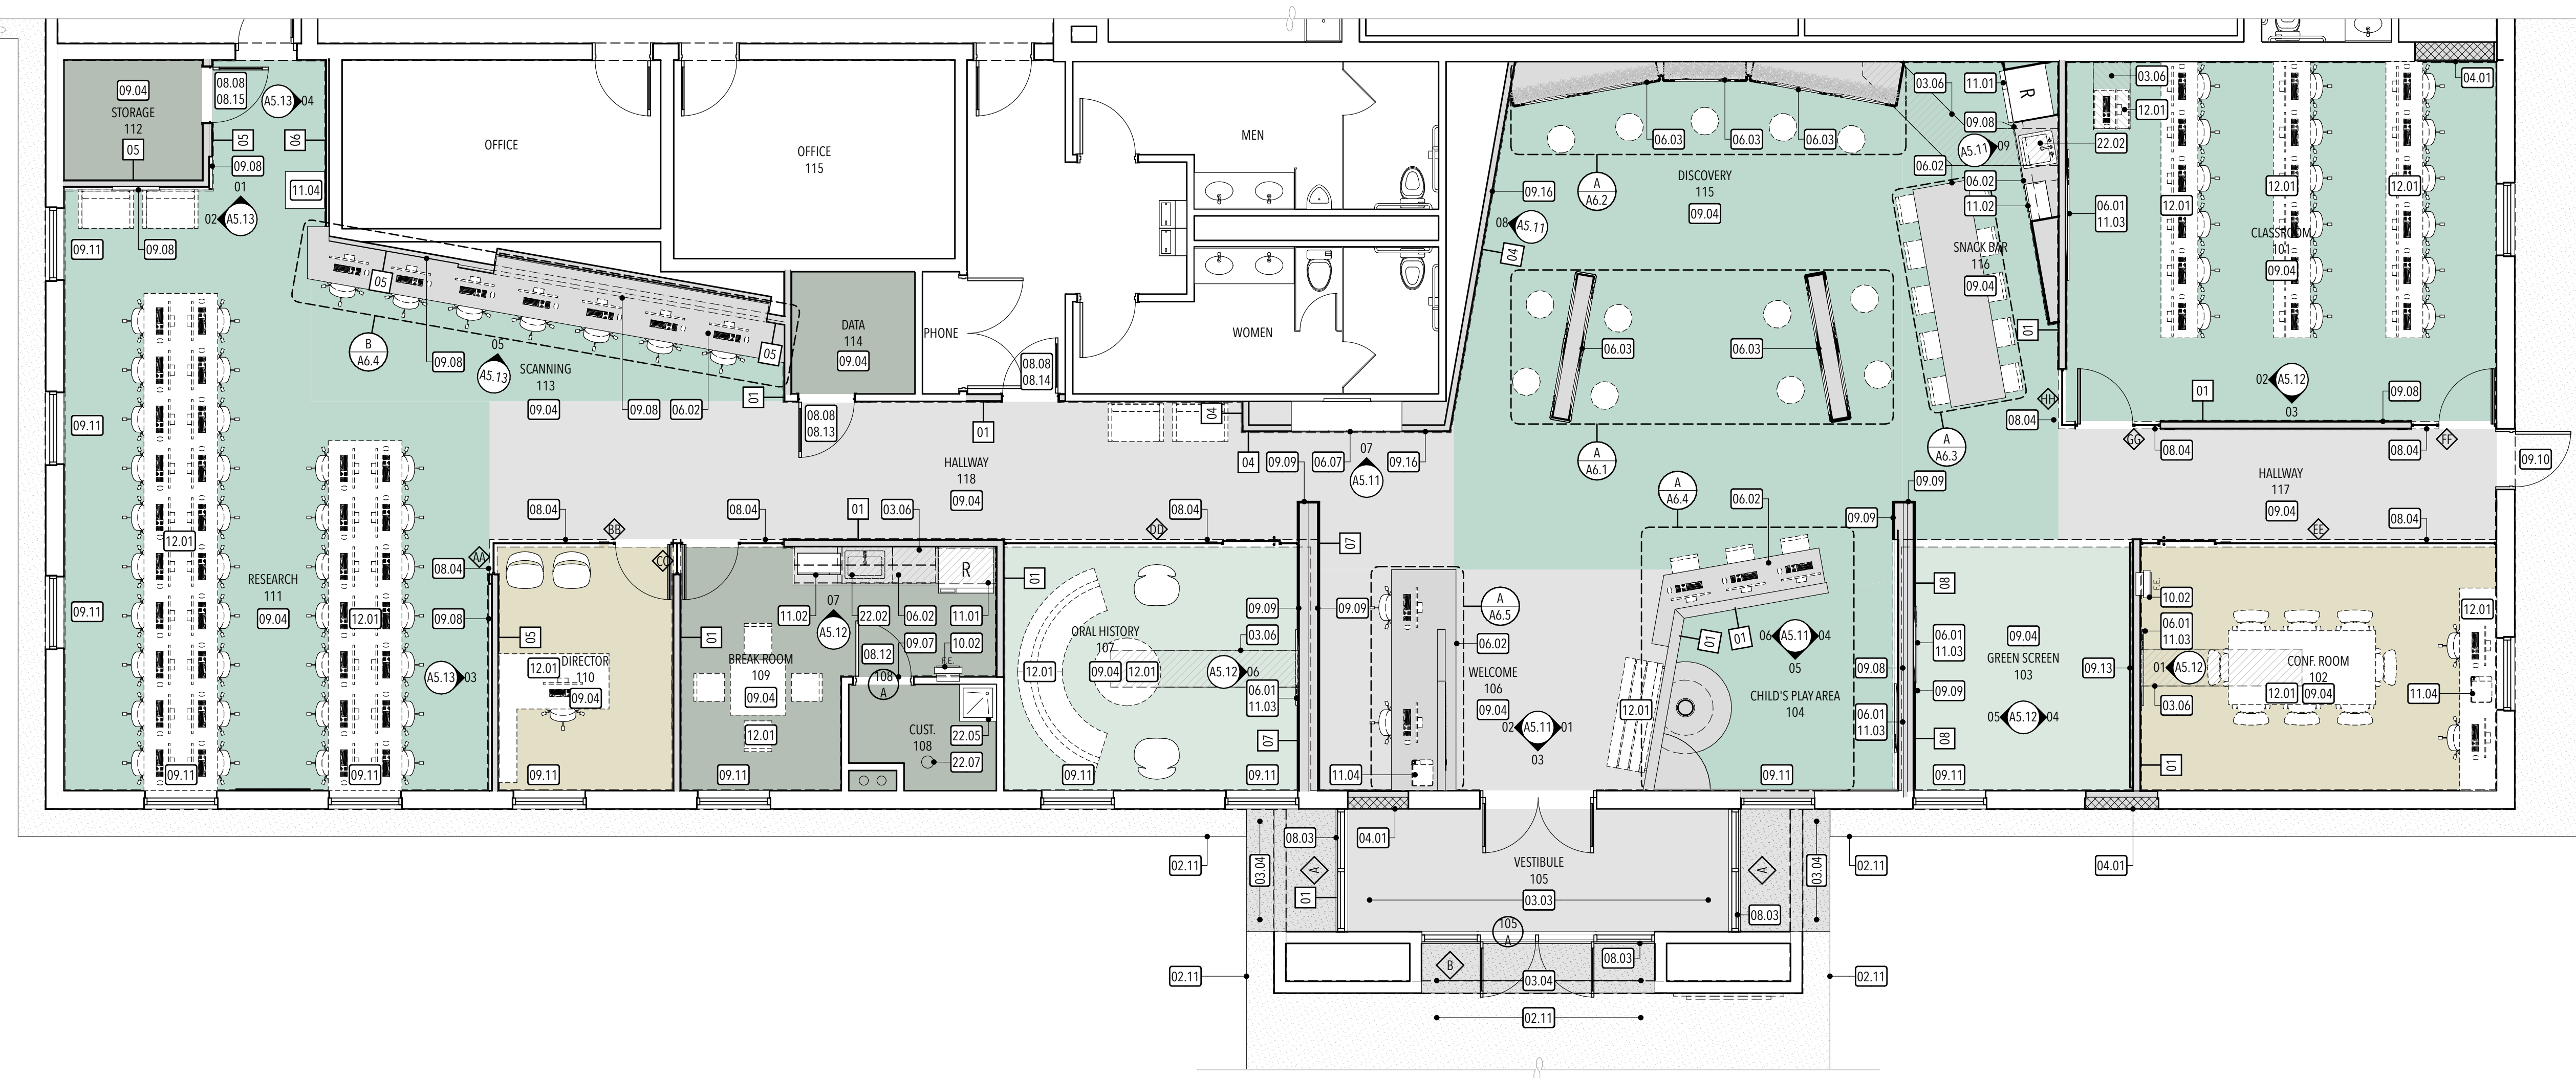 09.04
STORAGE
112
05
08.08
08.15
A5.13
04
05
06
09.08
01
11.04
02
A5.13
09.11
09.08
OFFICE
OFFICE
115
MEN
WOMEN
PHONE
DATA
114
09.04
08.08
08.14
08.08
08.13
05
05
B
A6.4
09.08
05
A5.13
SCANNING
113
09.04
09.08
06.02
01
01
04
04
09.11
HALLWAY
118
09.04
09.09
06.07
07
A5.11
09.16
06.03
06.03
06.03
A
A6.2
DISCOVERY
115
09.04
09.16
08
A5.11
04
06.03
06.03
A
A6.1
03.06
11.01
R
09.08
A5.11
09
22.02
06.02
06.02
11.02
SNACK BAR
116
09.04
01
A
A6.3
HH
08.04
03.06
12.01
06.01
11.03
12.01
12.01
12.01
CLASSROOM
101
09.04
04.01
02
A5.12
03
01
09.08
GG
08.04
08.04
FF
09.10
HALLWAY
117
09.04
EE
08.04
09.09
09.09
08.04
BB
08.04
01
03.06
DD
08.04
07
A
A6.4
06.02
12.01
RESEARCH
111
09.04
12.01
09.11
09.11
09.11
AA
08.04
09.08
A5.13
03
CC
05
12.01
DIRECTOR
110
09.04
09.11
01
BREAK ROOM
109
09.04
12.01
09.11
11.02
07
A5.12
22.02
06.02
11.01
R
09.07
10.02
F.E.
08.12
108
A
CUST.
108
22.05
22.07
01
ORAL HISTORY
107
12.01
09.04
12.01
A5.12
06
09.09
03.06
06.01
11.03
07
09.11
09.11
09.09
A
A6.5
06.02
WELCOME
106
09.04
02
A5.11
01
03
11.04
01
01
06
A5.11
04
05
12.01
CHILD'S PLAY AREA
104
09.11
09.08
06.01
11.03
08
06.01
11.03
09.09
08
09.11
09.04
GREEN SCREEN
103
05
A5.12
04
09.13
F.E.
10.02
06.01
11.03
01
A5.12
03.06
01
CONF. ROOM
102
12.01
09.04
12.01
11.04
02.11
03.04
08.03
A
01
04.01
VESTIBULE
105
03.03
A
08.03
03.04
02.11
04.01
02.11
105
A
B
08.03
03.04
02.11
02.11